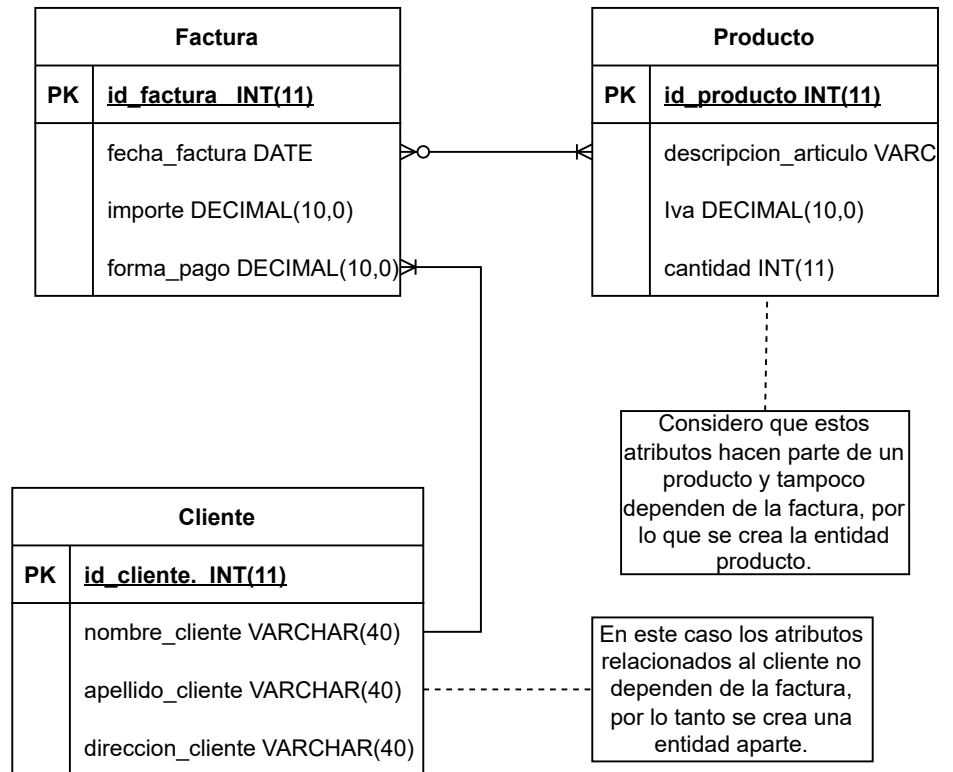 Factura
PK id_factura INT(11)
fecha_factura DATE
importe DECIMAL(10,0)
forma_pago DECIMAL(10,0)
Producto
PK id_producto INT(11)
descripcion_articulo VARC
Iva DECIMAL(10,0)
cantidad INT(11)
Considero que estos
atributos hacen parte de un
producto y tampoco
dependen de la factura, por
lo que se crea la entidad
producto.
Cliente
PK id_cliente. INT(11)
nombre_cliente VARCHAR(40)
apellido_cliente VARCHAR(40)
direccion_cliente VARCHAR(40)
En este caso los atributos
relacionados al cliente no
dependen de la factura,
por lo tanto se crea una
entidad aparte.